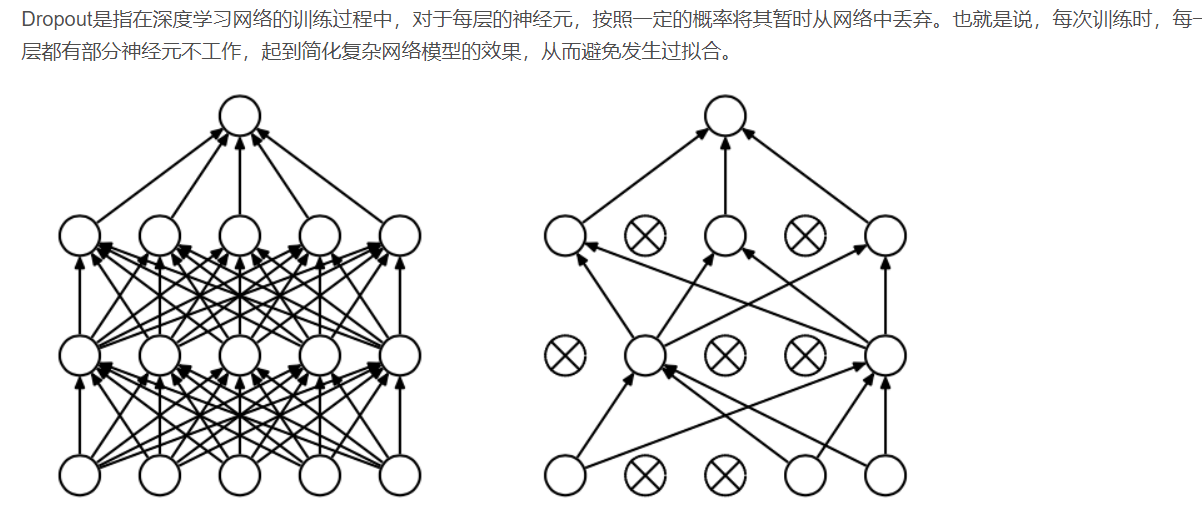 Dropout是指在深度学习网络的训练过程中，对于每层的神经元，按照一定的概率将其暂时从网络中丢弃。也就是说，每次训练时，每一
层都有部分神经元不工作，起到简化复杂网络模型的效果，从而避免发生过拟合。